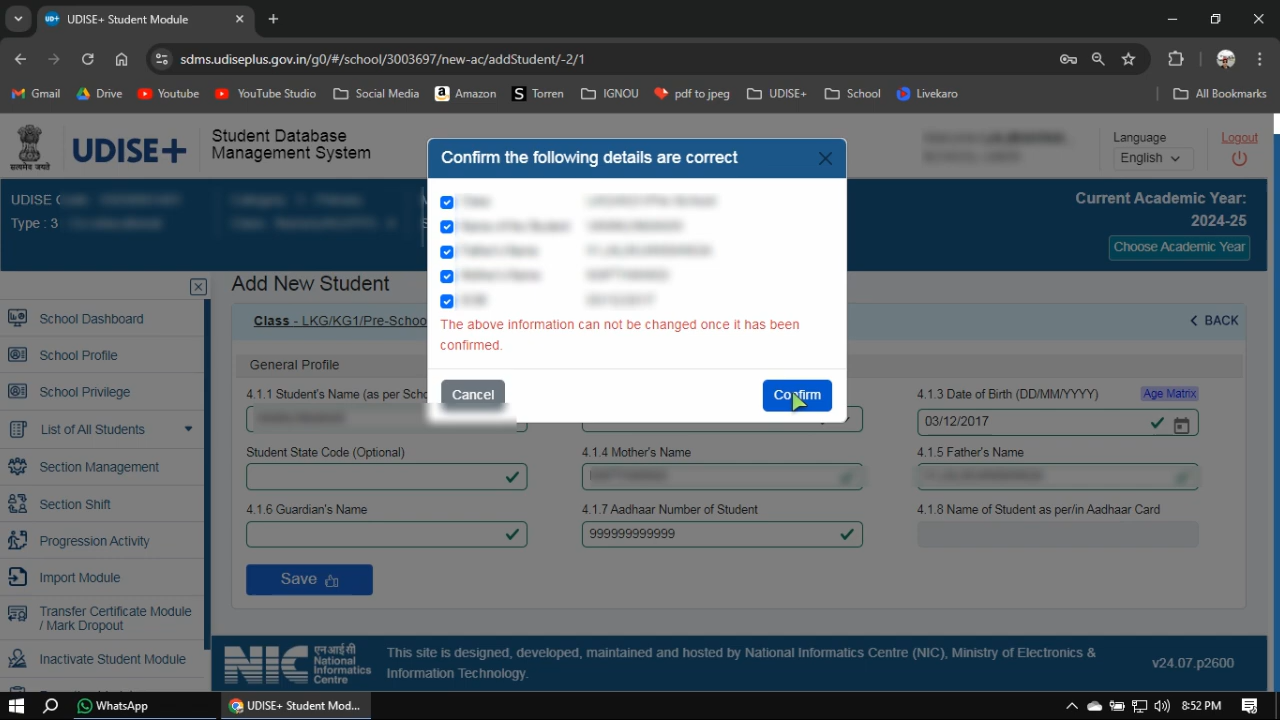 UDISE+ Student Module
sdms.udiseplus.gov.in/g0/#/school/3003697/new-ac/addStudent/-2/1
Gmail
Drive
Youtube
YouTube Studio
Social Media
Amazon
Torren
IGNOU
pdf to jpeg
UDISE+
School
Livekaro
All Bookmarks
सत्यमेव जयते
UDISE+
Student Database
Management System
Language
English
Logout
UDISE
Type : 3
Current Academic Year:
2024-25
Choose Academic Year
Confirm the following details are correct
The above information can not be changed once it has been
confirmed.
Cancel
Confirm
School Dashboard
School Profile
School Privilege
List of All Students
Section Management
Section Shift
Progression Activity
Import Module
Transfer Certificate Module
/ Mark Dropout
Inactivate Student Module
Add New Student
Class - LKG/KG1/Pre-Schoo
BACK
General Profile
4.1.1 Student's Name (as per Scho
4.1.3 Date of Birth (DD/MM/YYYY)
Age Matrix
03/12/2017
Student State Code (Optional)
4.1.4 Mother's Name
4.1.5 Father's Name
4.1.6 Guardian's Name
4.1.7 Aadhaar Number of Student
4.1.8 Name of Student as per/in Aadhaar Card
999999999999
Save
NIC
एन आई सी
National
Informatics
Centre
This site is designed, developed, maintained and hosted by National Informatics Centre (NIC), Ministry of Electronics &
Information Technology.
v24.07.p2600
WhatsApp
UDISE+ Student Mod...
8:52 PM